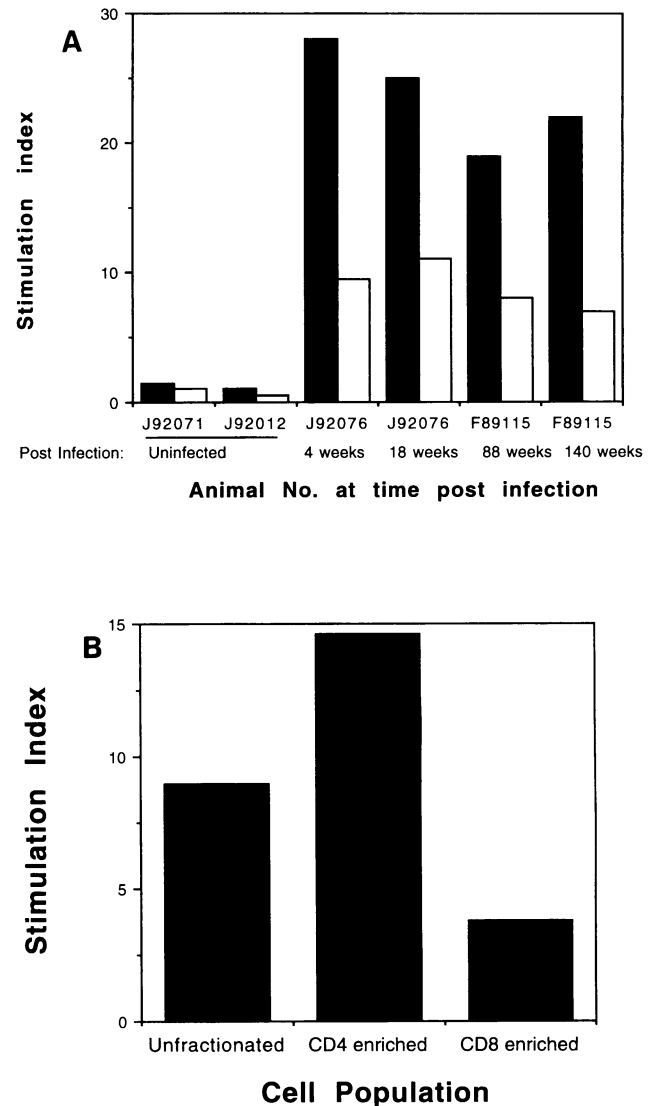 A
30
20
10
0
Stimulation index
J92071 J92012 J92076 J92076 F89115 F89115
Post Infection: Uninfected 4 weeks 18 weeks 88 weeks 140 weeks
Animal No. at time post infection
B
15
10
5
0
Stimulation Index
Unfractionated CD4 enriched CD8 enriched
Cell Population